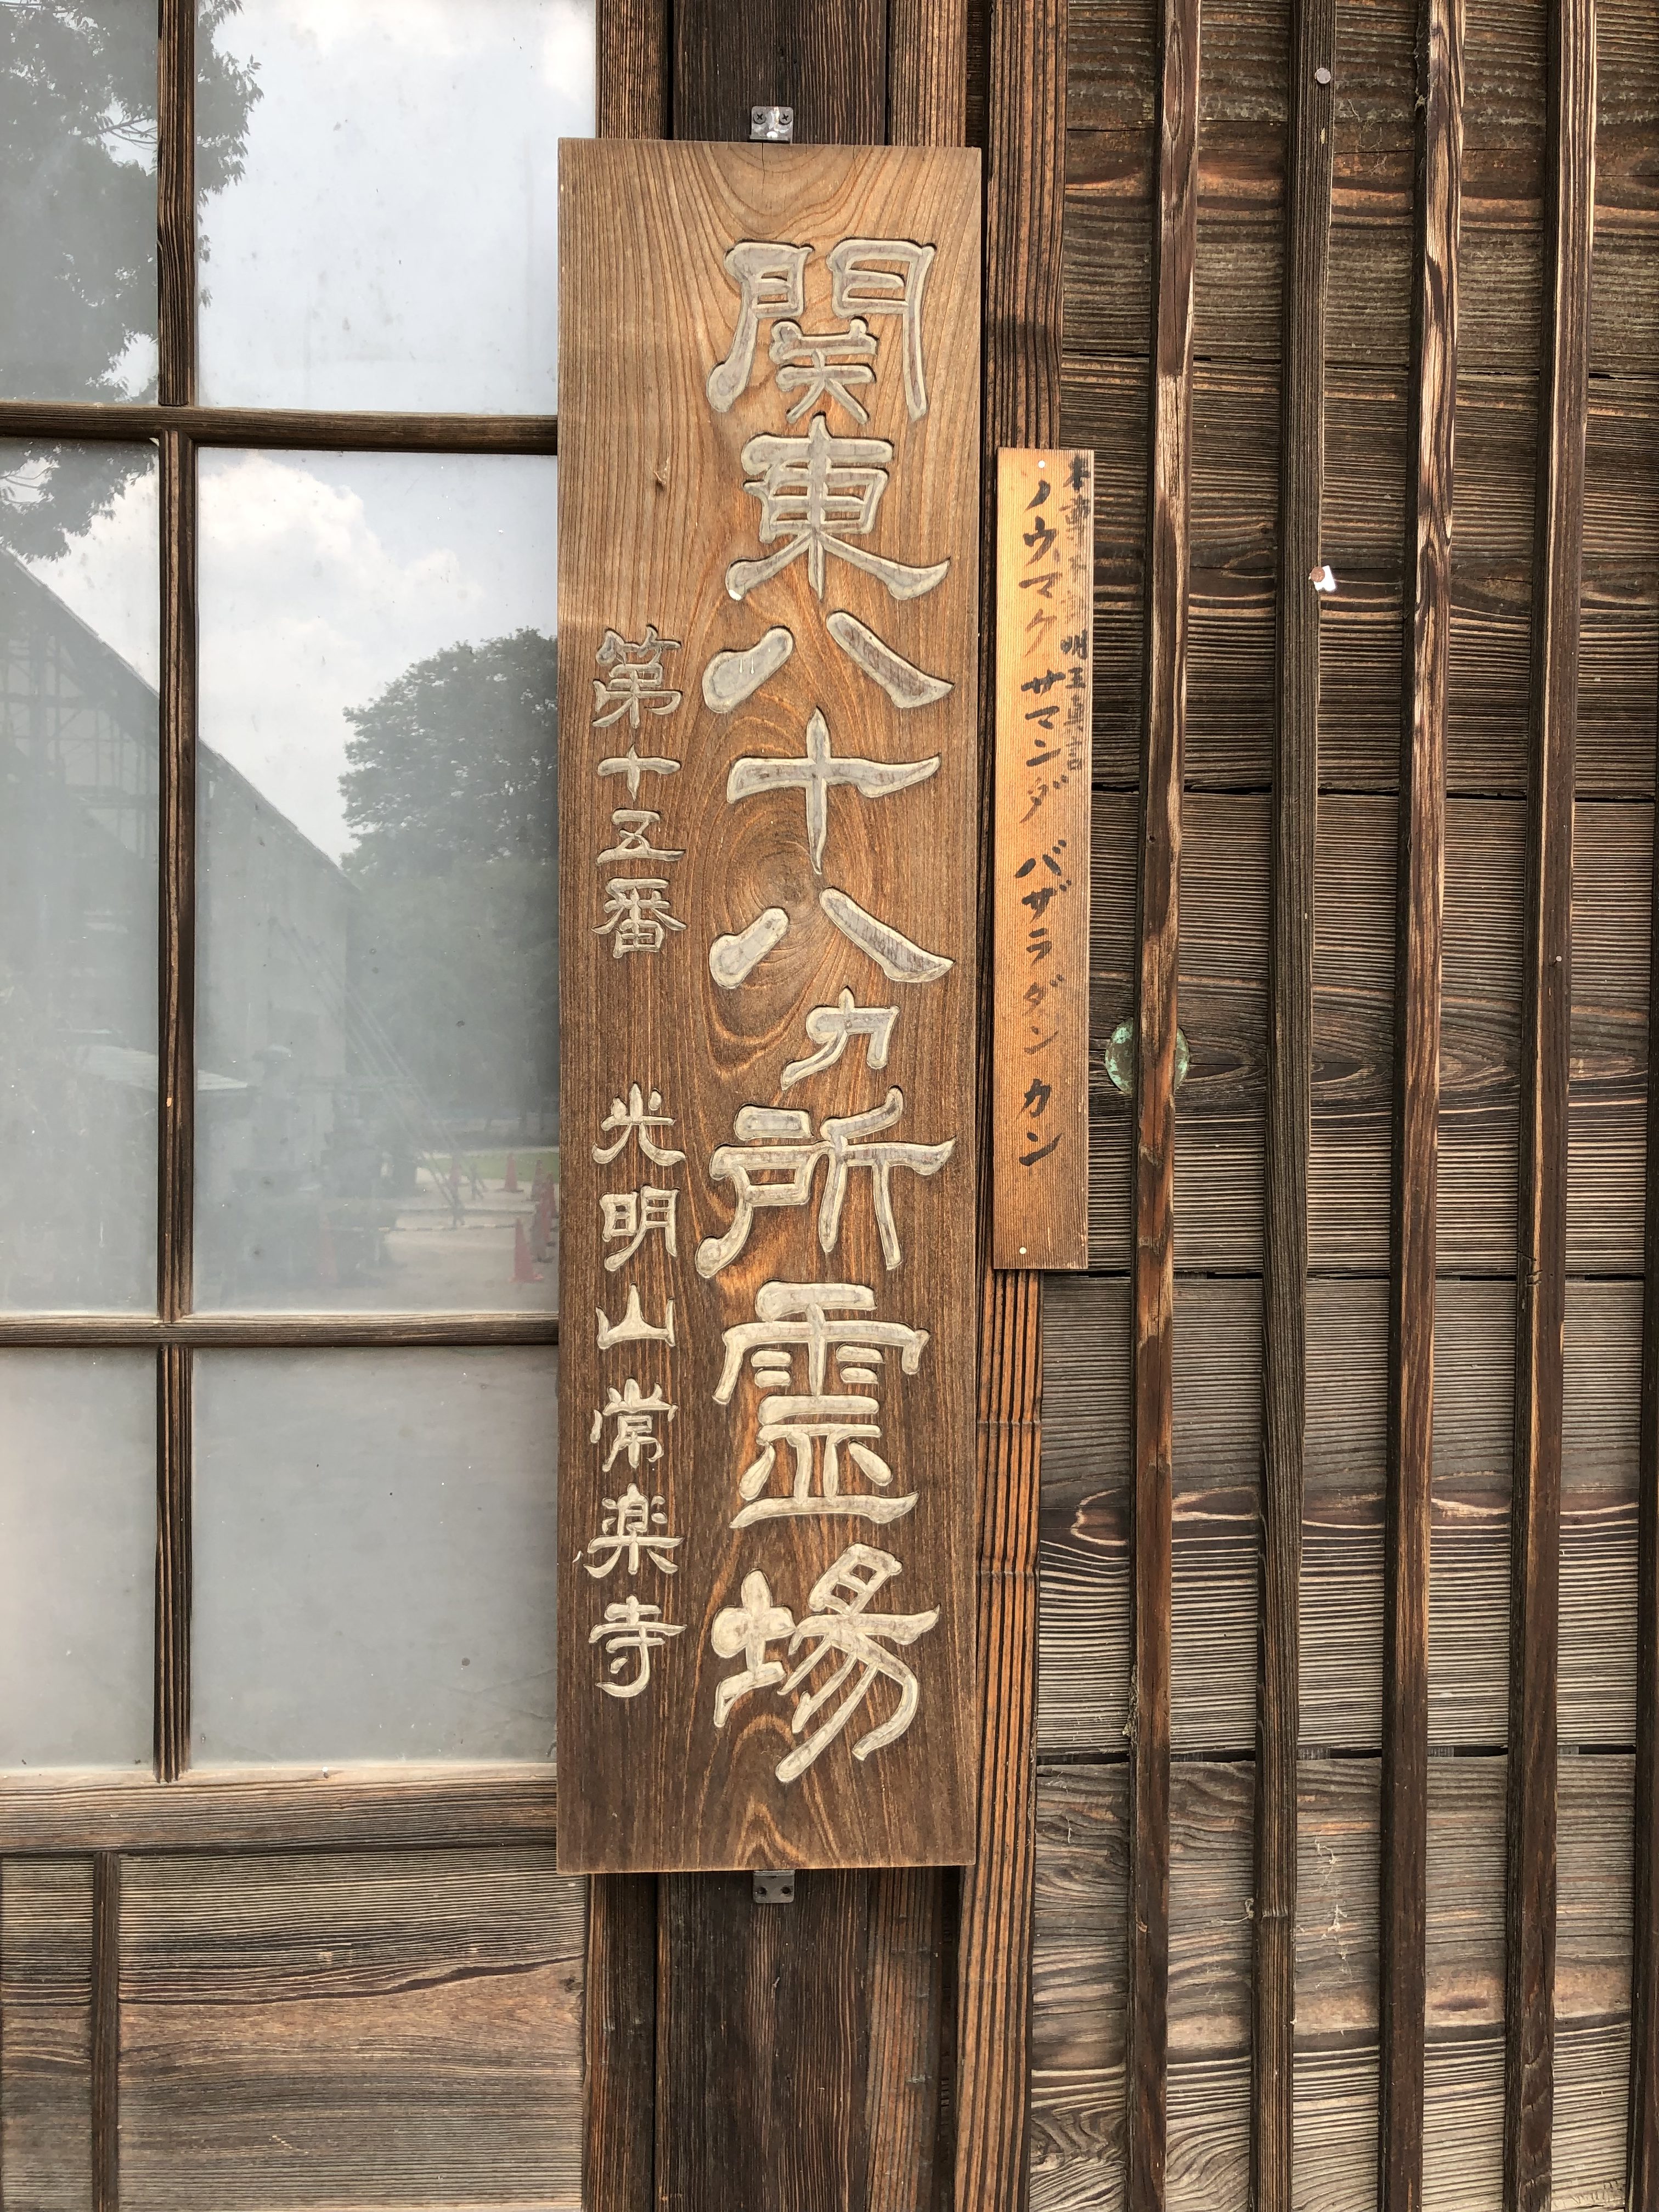 本尊不動明王真言
ノウマク サマンダ バザラダン カン
関東八十八カ所霊場
第十五番 光明山常楽寺